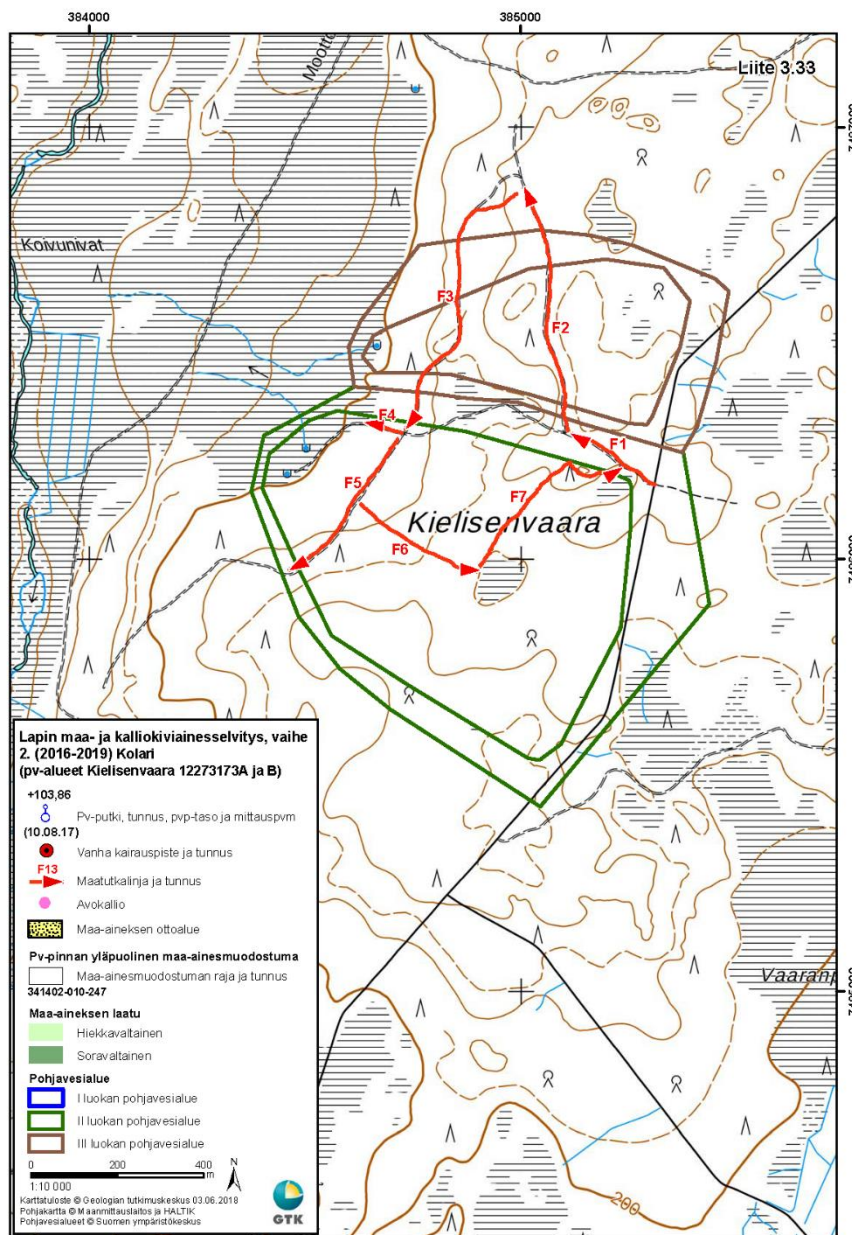 384000
385000
Liite 3.33
Mootto
7497000
Koivunivat
F3
F2
F4
F1
F5
F7
Kielisenvaara
F6
7496000
Lapin maa- ja kalliokiviainesselvitys, vaihe
2. (2016-2019) Kolari
(pv-alueet Kielisenvaara 12273173A ja B)
+103,86
Pv-putki, tunnus, pvp-taso ja mittauspvm
(10.08.17)
Vanha kairauspiste ja tunnus
F13
Maatutkalinja ja tunnus
Avokallio
Maa-aineksen ottoalue
Pv-pinnan yläpuolinen maa-ainesmuodostuma
Maa-ainesmuodostuman raja ja tunnus
341402-010-247
Maa-aineksen laatu
Hiekkavaltainen
Soravaltainen
Pohjavesialue
I luokan pohjavesialue
II luokan pohjavesialue
III luokan pohjavesialue
0 200 400
m
N
1:10 000
Karttatuloste © Geologian tutkimuskeskus 03.06.2018
Pohjakartta © Maanmittauslaitos ja HALTIK
Pohjavesialueet © Suomen ympäristökeskus
GTK
Vaaranp
7495000
200